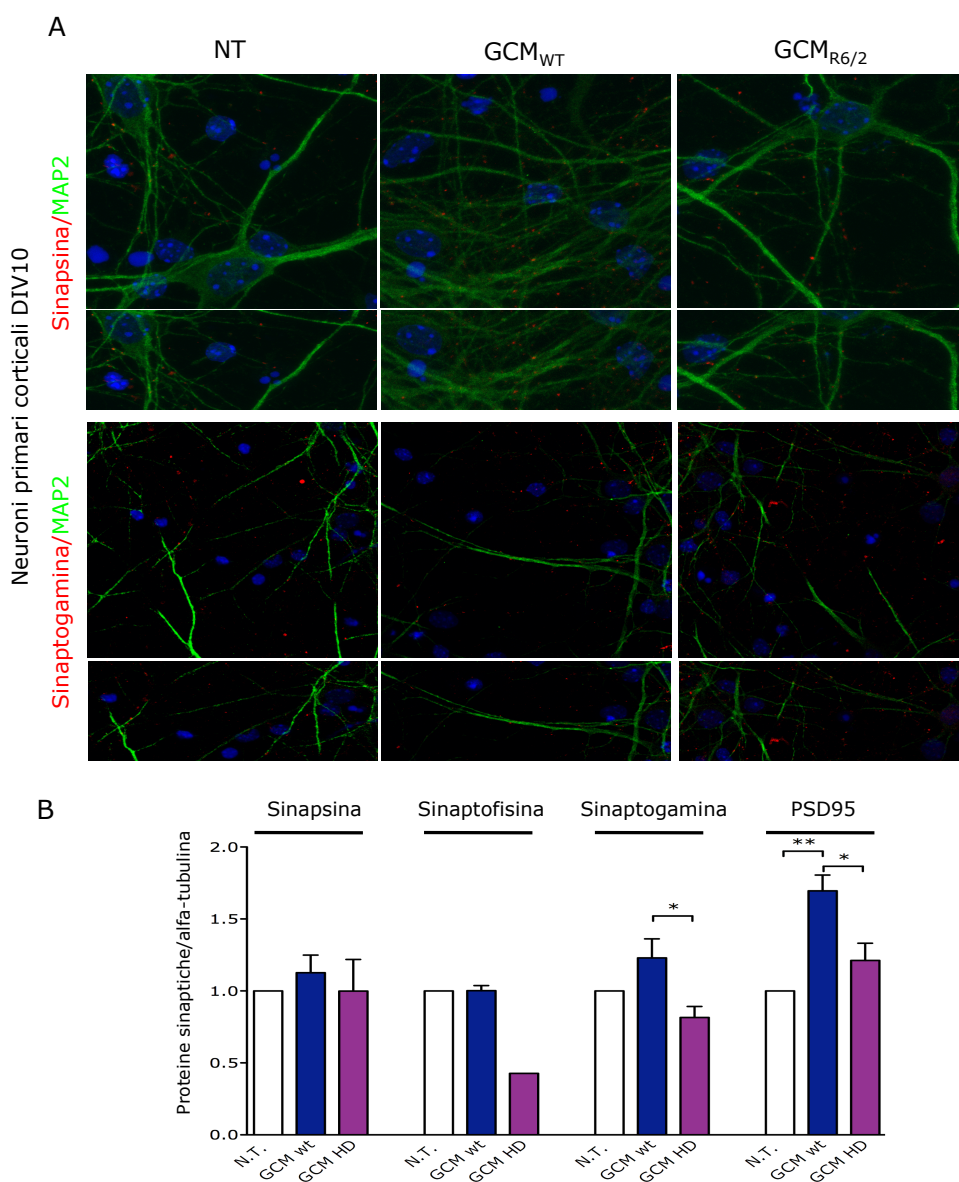 A
NT GCMWT GCMR6/2
Neuroni primari corticali DIV10
Sinapsina/MAP2
Sinaptogamina/MAP2
B
Sinapsina Sinaptofisina Sinaptogamina PSD95
Proteine sinaptiche/alfa-tubulina
2.0
1.5
1.0
0.5
0.0
** *
*
N.T. GCM wt GCM HD N.T. GCM wt GCM HD N.T. GCM wt GCM HD N.T. GCM wt GCM HD